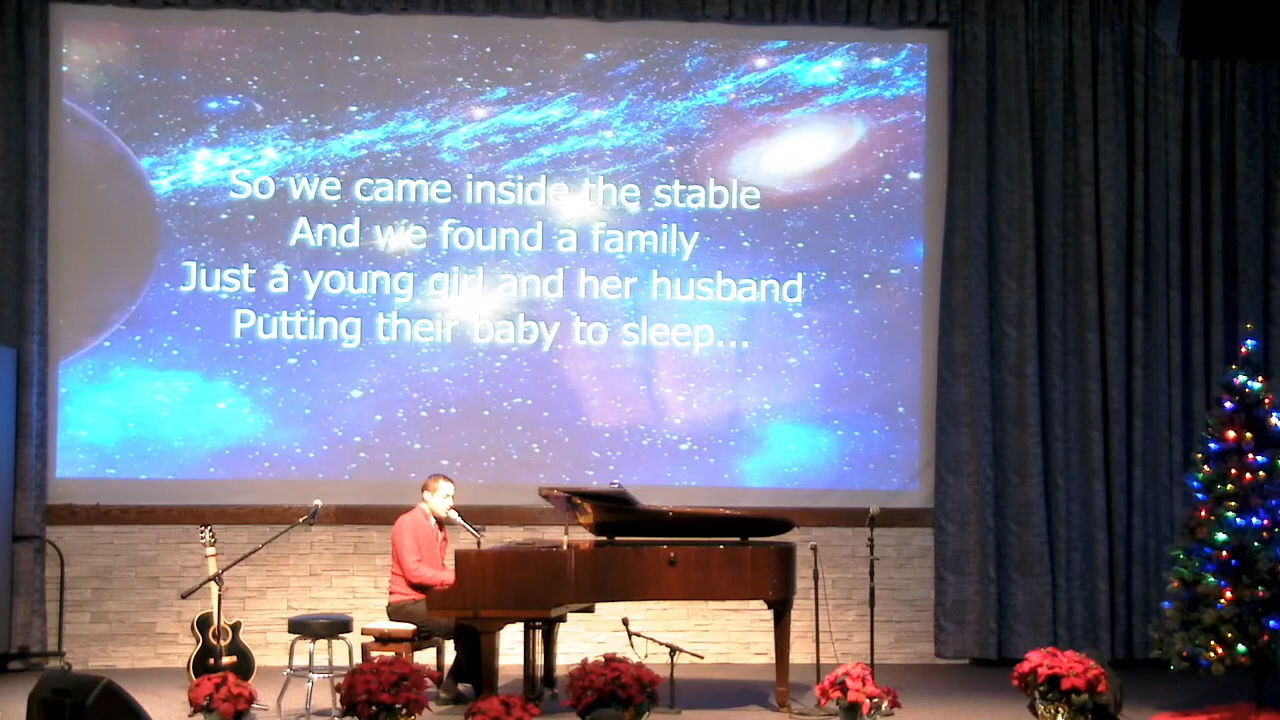 So we came inside the stable
And we found a family
Just a young girl and her husband
Putting their baby to sleep...